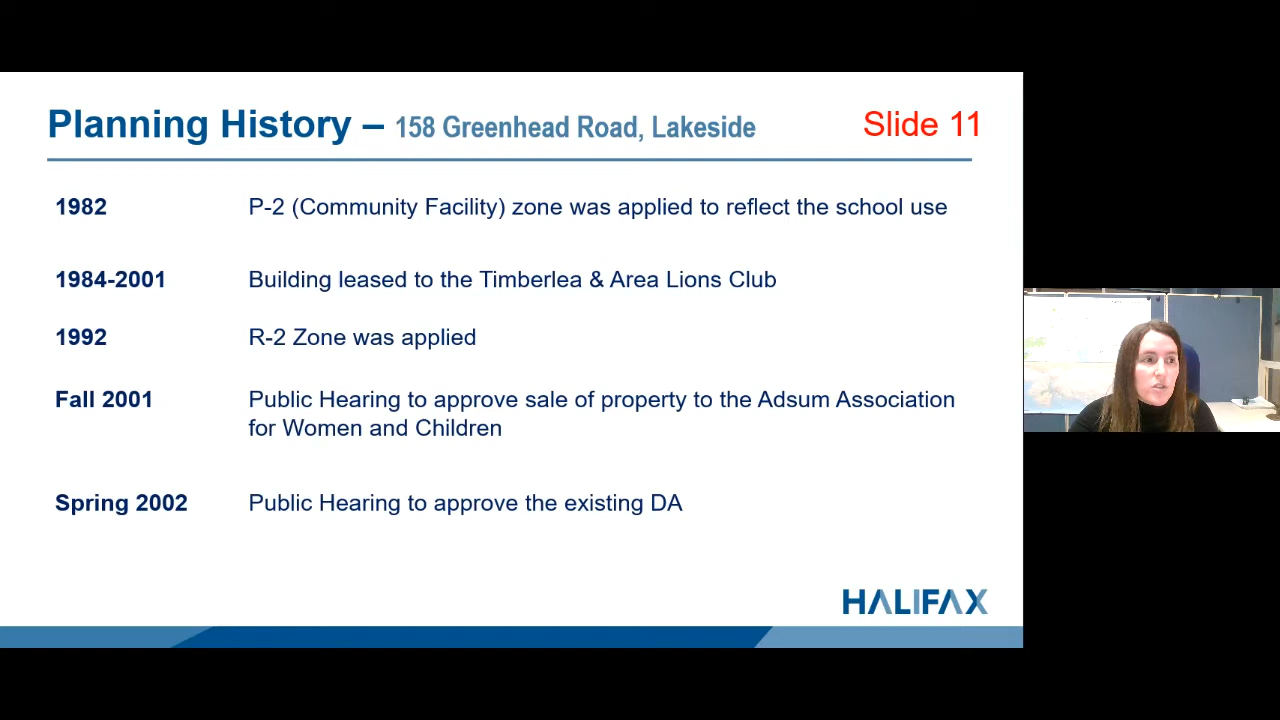 Planning History – 158 Greenhead Road, Lakeside
Slide 11
1982 P-2 (Community Facility) zone was applied to reflect the school use
1984-2001 Building leased to the Timberlea & Area Lions Club
1992 R-2 Zone was applied
Fall 2001 Public Hearing to approve sale of property to the Adsum Association
for Women and Children
Spring 2002 Public Hearing to approve the existing DA
HALIFAX